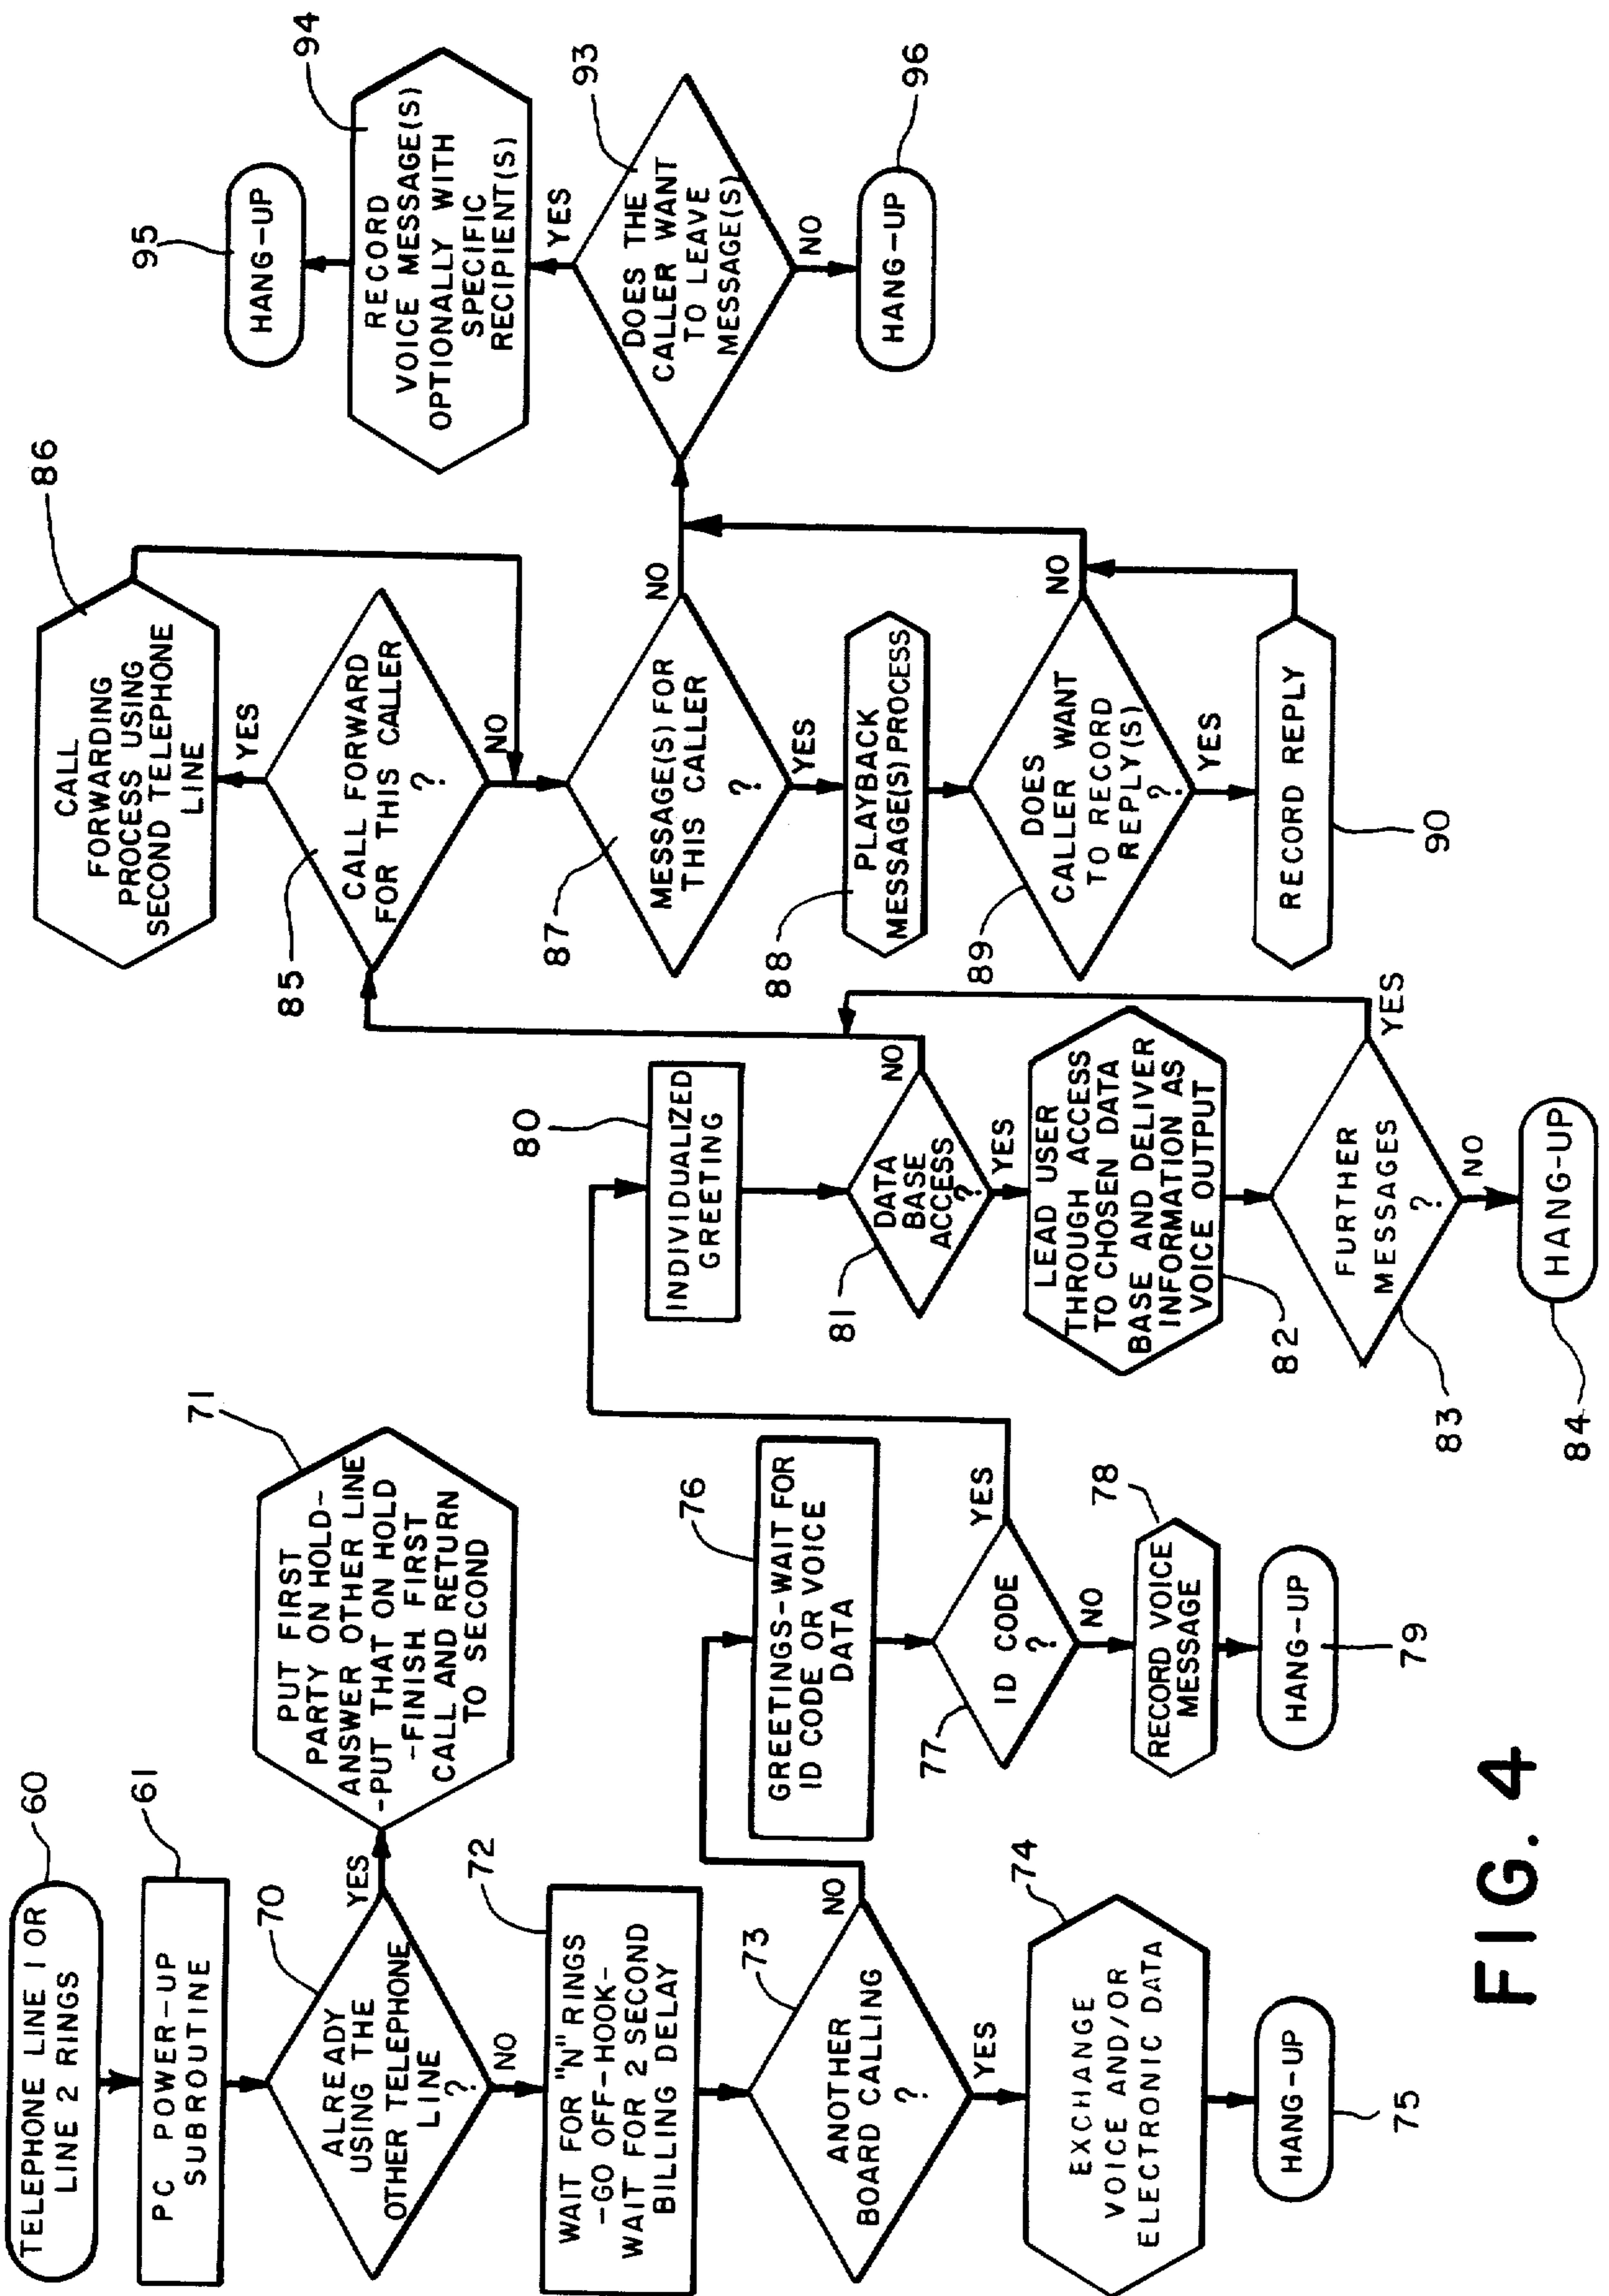 60
TELEPHONE LINE 1 OR
LINE 2 RINGS
61
PC POWER-UP
SUBROUTINE
70
ALREADY
USING THE
OTHER TELEPHONE
LINE
?
YES
NO
71
PUT FIRST
PARTY ON HOLD-
ANSWER OTHER LINE
-PUT THAT ON HOLD
-FINISH FIRST
CALL AND RETURN
TO SECOND
72
WAIT FOR "N" RINGS
-GO OFF-HOOK-
WAIT FOR 2 SECOND
BILLING DELAY
73
ANOTHER
BOARD CALLING
?
NO
YES
74
EXCHANGE
VOICE AND/OR
ELECTRONIC DATA
HANG-UP
75
76
GREETINGS-WAIT FOR
ID CODE OR VOICE
DATA
77
ID CODE
?
YES
NO
78
RECORD VOICE
MESSAGE
HANG-UP
79
80
INDIVIDUALIZED
GREETING
81
DATA
BASE
ACCESS
?
NO
YES
LEAD USER
THROUGH ACCESS
TO CHOSEN DATA
BASE AND DELIVER
INFORMATION AS
VOICE OUTPUT
82
FURTHER
MESSAGES
?
YES
NO
83
HANG-UP
84
86
CALL
FORWARDING
PROCESS USING
SECOND TELEPHONE
LINE
YES
85
CALL FORWARD
FOR THIS CALLER
?
NO
87
MESSAGE(S) FOR
THIS CALLER
?
NO
YES
88
PLAYBACK
MESSAGE(S) PROCESS
89
DOES
CALLER WANT
TO RECORD
REPLY(S)
?
NO
YES
RECORD REPLY
90
95
HANG-UP
94
RECORD
VOICE MESSAGE(S)
OPTIONALLY WITH
SPECIFIC
RECIPIENT(S)
YES
93
DOES THE
CALLER WANT
TO LEAVE
MESSAGE(S)
NO
96
HANG-UP
FIG. 4